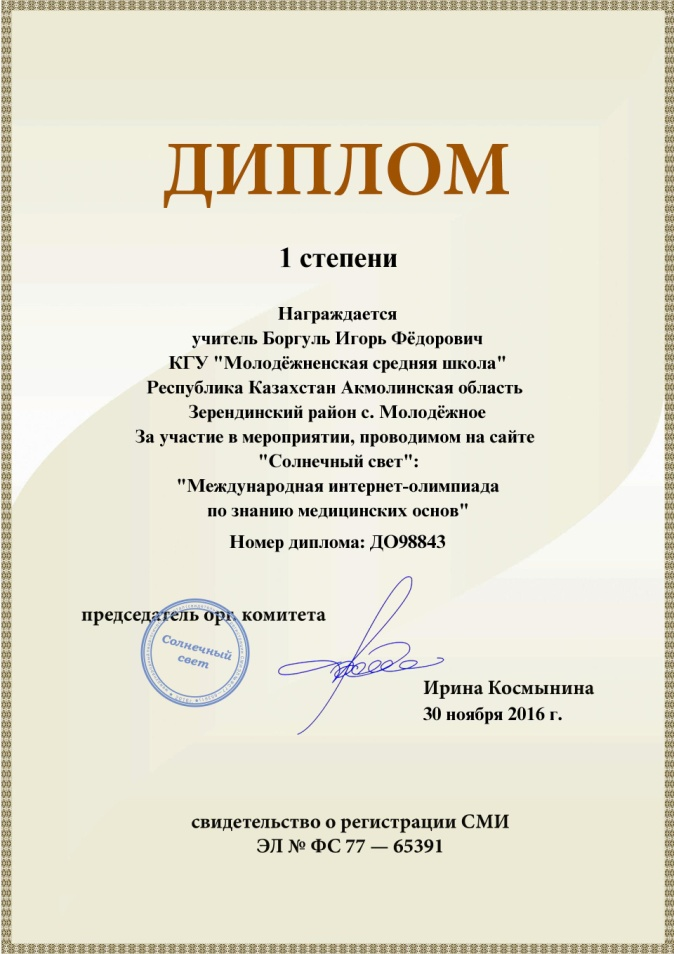 ДИПЛОМ
1 степени
Награждается
учитель Боргуль Игорь Фёдорович
КГУ "Молодёжненская средняя школа"
Республика Казахстан Акмолинская область
Зерендинский район с. Молодёжное
За участие в мероприятии, проводимом на сайте
"Солнечный свет":
"Международная интернет-олимпиада
по знанию медицинских основ"
Номер диплома: ДО98843
председатель орг. комитета
Солнечный
свет
Ирина Космынина
30 ноября 2016 г.
свидетельство о регистрации СМИ
ЭЛ № ФС 77 — 65391